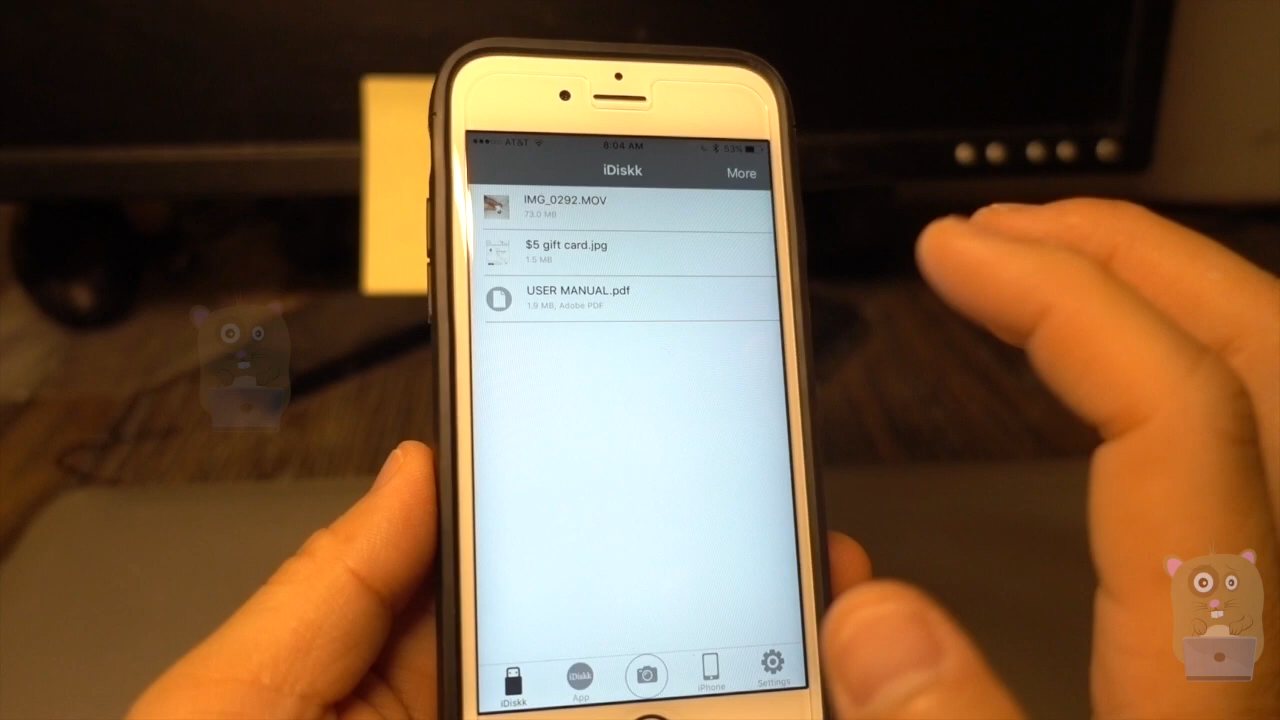 AT&T 8:04 AM 53%
iDiskk More
IMG_0292.MOV
73.0 MB
$5 gift card.jpg
1.5 MB
USER MANUAL.pdf
1.9 MB, Adobe PDF
iDiskk
iDiskk App iPhone Settings